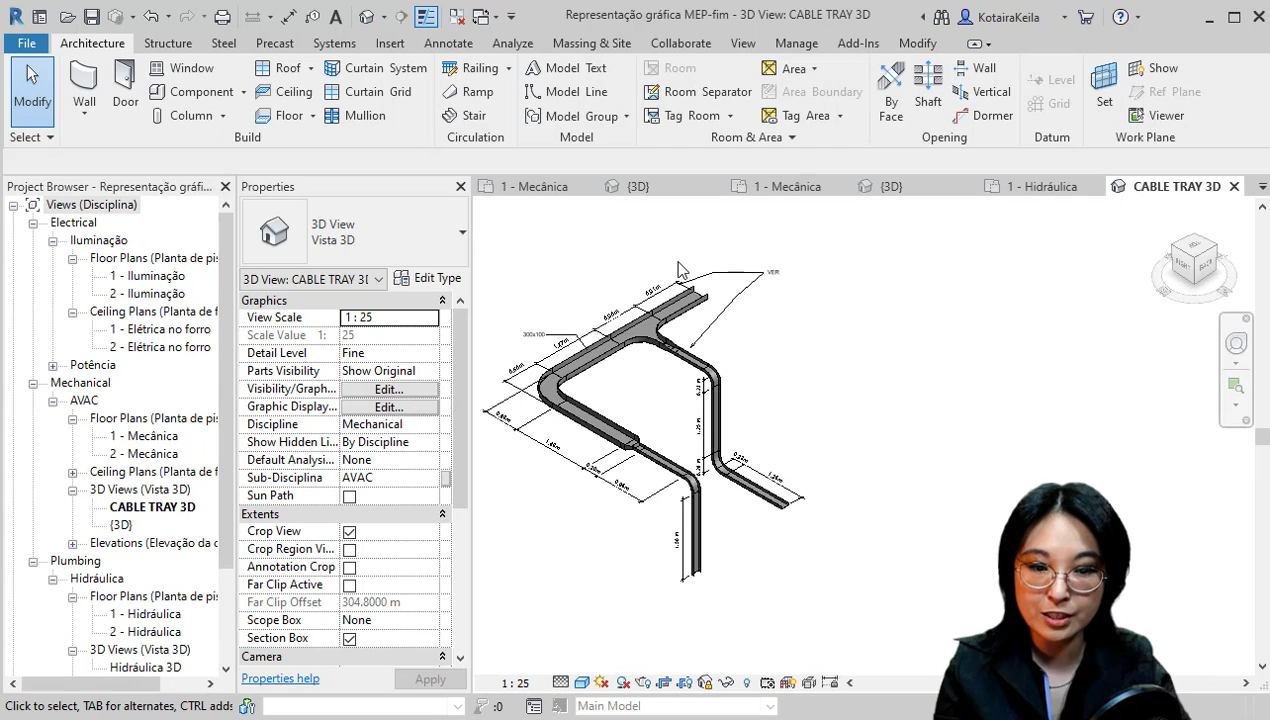 Representação gráfica MEP-fim - 3D View: CABLE TRAY 3D
KotairaKeila
File
Architecture
Structure
Steel
Precast
Systems
Insert
Annotate
Analyze
Massing & Site
Collaborate
View
Manage
Add-Ins
Modify
Modify
Select
Wall
Door
Window
Component
Column
Roof
Ceiling
Floor
Curtain System
Curtain Grid
Mullion
Build
Railing
Ramp
Stair
Circulation
Model Text
Model Line
Model Group
Model
Room
Room Separator
Tag Room
Area
Area Boundary
Tag Area
Room & Area
By
Face
Shaft
Wall
Vertical
Dormer
Opening
Level
Grid
Datum
Set
Show
Ref Plane
Viewer
Work Plane
Project Browser - Representação gráfi...
Views (Disciplina)
Electrical
Iluminação
Floor Plans (Planta de pis
1 - Iluminação
2 - Iluminação
Ceiling Plans (Planta de
1 - Elétrica no forro
2 - Elétrica no forro
Potência
Mechanical
AVAC
Floor Plans (Planta de pis
1 - Mecânica
2 - Mecânica
Ceiling Plans (Planta de
3D Views (Vista 3D)
CABLE TRAY 3D
{3D}
Elevations (Elevação da c
Plumbing
Hidráulica
Floor Plans (Planta de pis
1 - Hidráulica
2 - Hidráulica
3D Views (Vista 3D)
Hidráulica 3D
Properties
3D View
Vista 3D
3D View: CABLE TRAY 3D
Edit Type
Graphics
View Scale 1 : 25
Scale Value 1: 25
Detail Level Fine
Parts Visibility Show Original
Visibility/Graph... Edit...
Graphic Display... Edit...
Discipline Mechanical
Show Hidden Li... By Discipline
Default Analysi... None
Sub-Discipline AVAC
Sun Path
Extents
Crop View
Crop Region Vi...
Annotation Crop
Far Clip Active
Far Clip Offset 304.8000 m
Scope Box None
Section Box
Camera
Properties help
Apply
1 - Mecânica
{3D}
1 - Mecânica
{3D}
1 - Hidráulica
CABLE TRAY 3D
VER
300x100
RIGHT
BACK
1 : 25
Click to select, TAB for alternates, CTRL adds
:0
Main Model